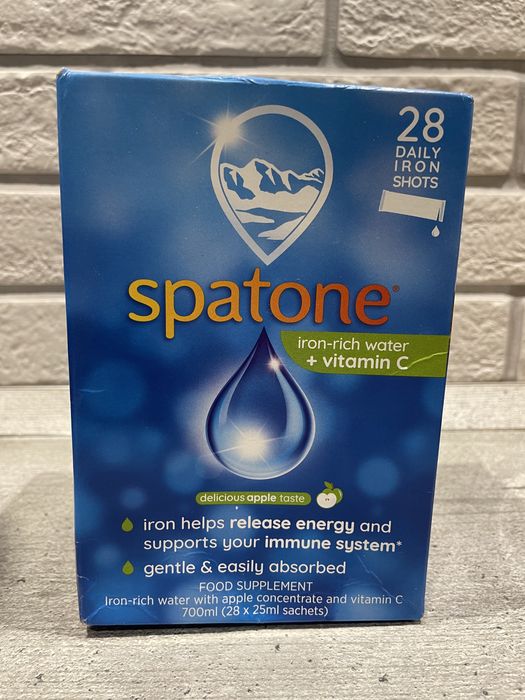 28
DAILY
IRON
SHOTS
spatone®
iron-rich water
+ vitamin C
delicious apple taste
iron helps release energy and
supports your immune system*
gentle & easily absorbed
FOOD SUPPLEMENT
Iron-rich water with apple concentrate and vitamin C
700ml (28 x 25ml sachets)